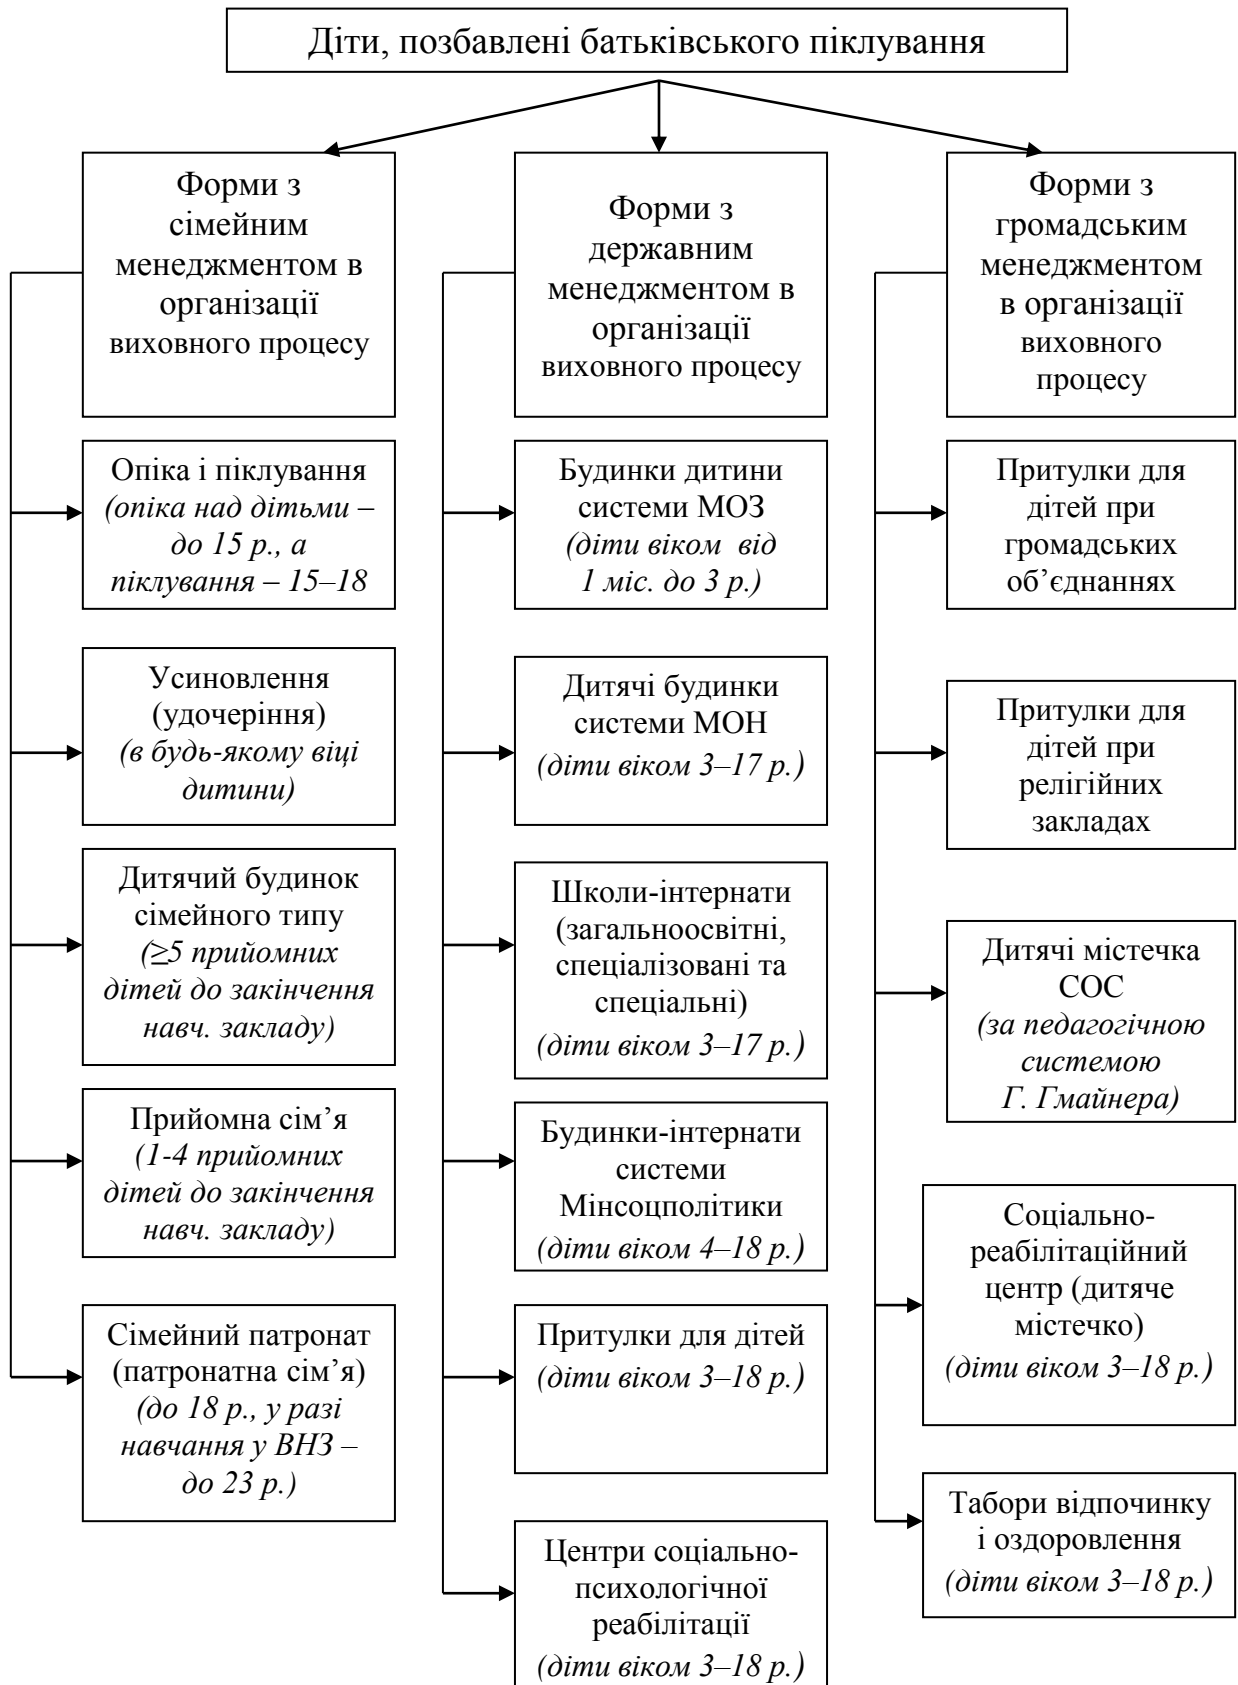 Діти, позбавлені батьківського піклування
Форми з
сімейним
менеджментом в
організації
виховного процесу
Опіка і піклування
(опіка над дітьми –
до 15 р., а
піклування – 15–18
Усиновлення
(удочеріння)
(в будь-якому віці
дитини)
Дитячий будинок
сімейного типу
(≥5 прийомних
дітей до закінчення
навч. закладу)
Прийомна сім’я
(1-4 прийомних
дітей до закінчення
навч. закладу)
Сімейний патронат
(патронатна сім’я)
(до 18 р., у разі
навчання у ВНЗ –
до 23 р.)
Форми з
державним
менеджментом в
організації
виховного процесу
Будинки дитини
системи МОЗ
(діти віком від
1 міс. до 3 р.)
Дитячі будинки
системи МОН
(діти віком 3–17 р.)
Школи-інтернати
(загальноосвітні,
спеціалізовані та
спеціальні)
(діти віком 3–17 р.)
Будинки-інтернати
системи
Мінсоцполітики
(діти віком 4–18 р.)
Притулки для дітей
(діти віком 3–18 р.)
Центри соціально-
психологічної
реабілітації
(діти віком 3–18 р.)
Форми з
громадським
менеджментом
в організації
виховного
процесу
Притулки для
дітей при
громадських
об’єднаннях
Притулки для
дітей при
релігійних
закладах
Дитячі містечка
СОС
(за педагогічною
системою
Г. Гмайнера)
Соціально-
реабілітаційний
центр (дитяче
містечко)
(діти віком 3–18 р.)
Табори відпочинку
і оздоровлення
(діти віком 3–18 р.)